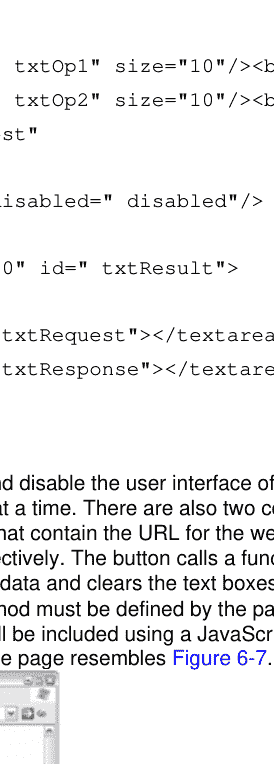 txtOp1" size="10"/><b
txtOp2" size="10"/><b
st"
isabled=" disabled"/>
0" id=" txtResult">
txtRequest"></textarea
txtResponse"></textare
nd disable the user interface of
at a time. There are also two co
hat contain the URL for the we
ectively. The button calls a func
data and clears the text boxes
hod must be defined by the pa
ll be included using a JavaScr
e page resembles Figure 6-7.